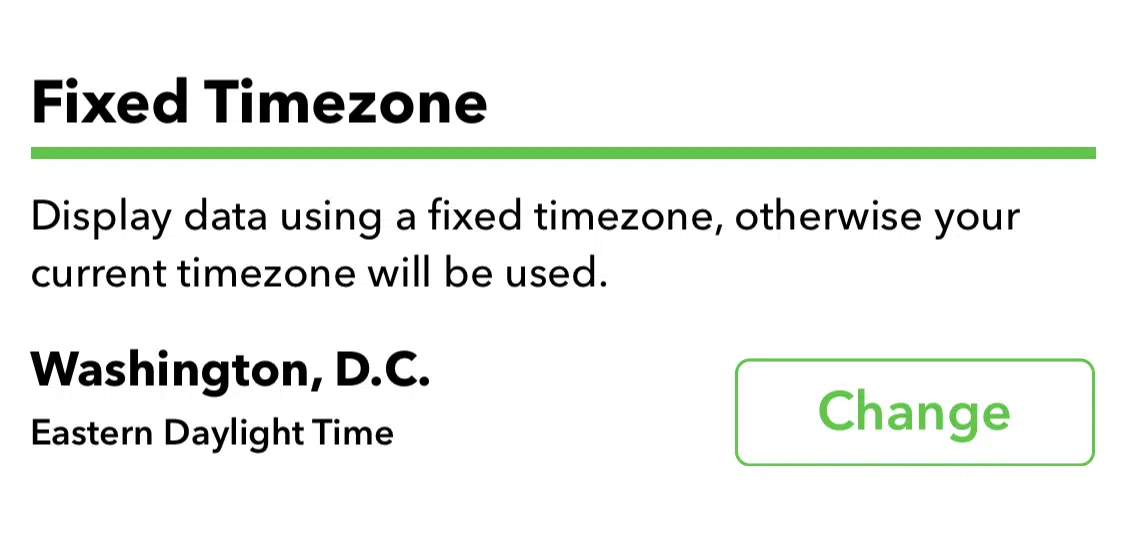 Fixed Timezone
Display data using a fixed timezone, otherwise your
current timezone will be used.
Washington, D.C.
Eastern Daylight Time
Change